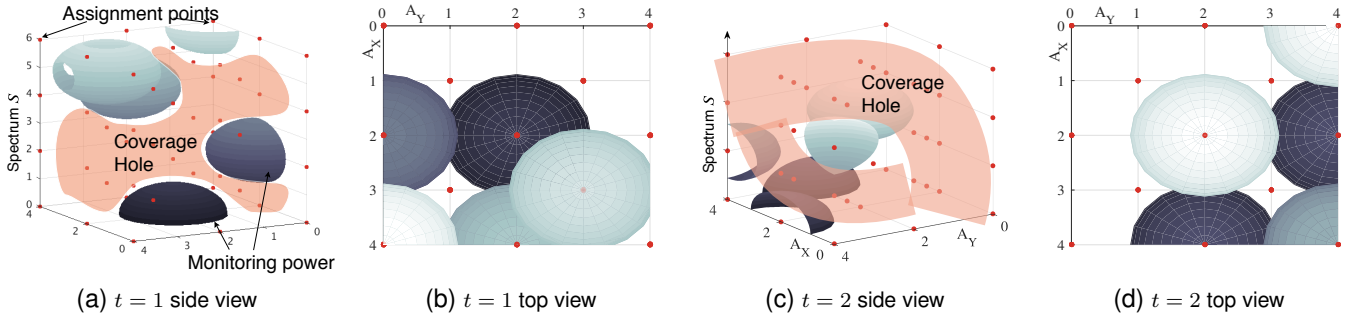 Assignment points
Spectrum S
6
5
4
3
2
1
0
4
2
0
4
3
2
1
0
Coverage
Hole
Monitoring power
(a) t = 1 side view
0 A_Y 1 2 3 4
A_X
0
1
2
3
4
(b) t = 1 top view
Spectrum S
Coverage
Hole
4
2
A_X
0
4
2
A_Y
0
(c) t = 2 side view
0 A_Y 1 2 3 4
A_X
0
1
2
3
4
(d) t = 2 top view